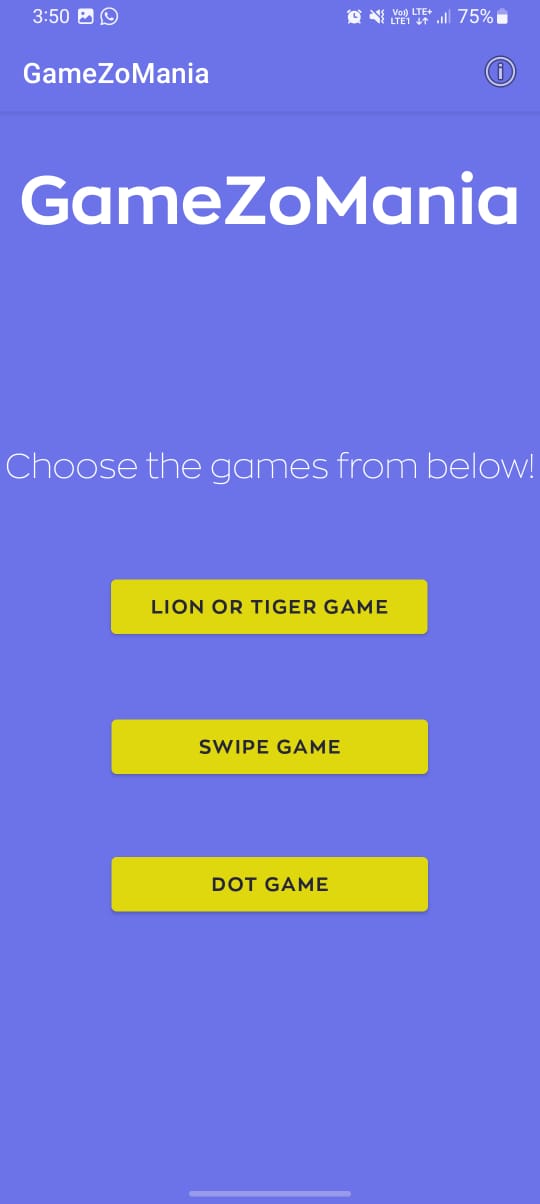 3:50 Vo)) LTE1 LTE+ 75%
GameZoMania
GameZoMania
Choose the games from below!
LION OR TIGER GAME
SWIPE GAME
DOT GAME